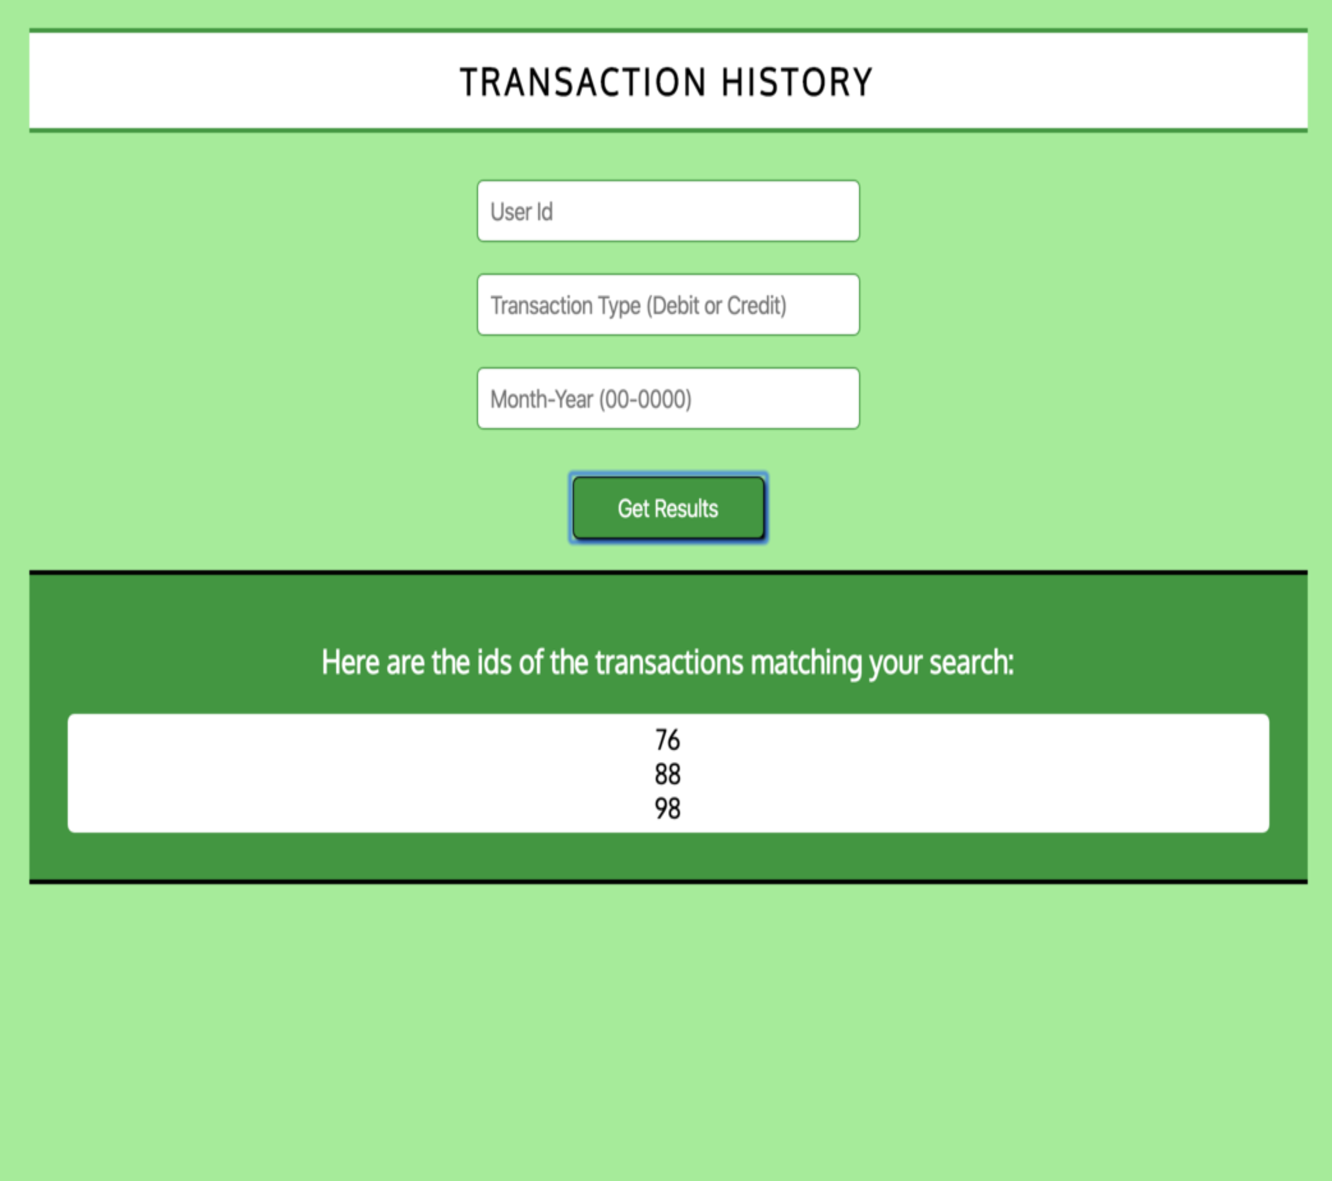 TRANSACTION HISTORY
User Id
Transaction Type (Debit or Credit)
Month-Year (00-0000)
Get Results
Here are the ids of the transactions matching your search:
76
88
98